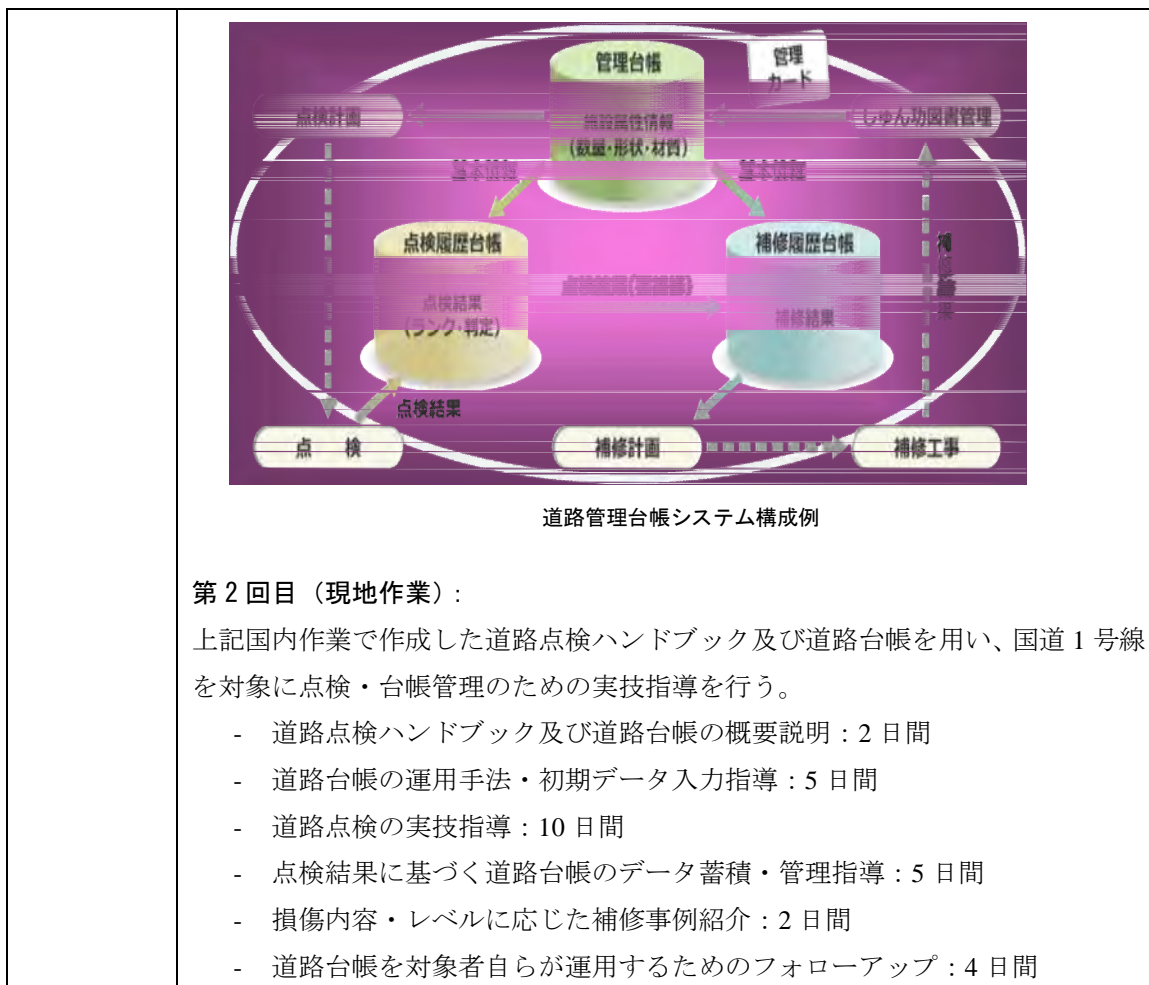 管理台帳
管理
カード
点検計画
施設属性情報
しゅん功図書管理
(数量・形状・材質)
点検履歴台帳
補修履歴台帳
点検結果
(ランク・判定)
補修結果
点検結果
点 検
補修計画
補修工事
道路管理台帳システム構成例
第2回目（現地作業）:
上記国内作業で作成した道路点検ハンドブック及び道路台帳を用い、国道 1 号線
を対象に点検・台帳管理のための実技指導を行う。
- 道路点検ハンドブック及び道路台帳の概要説明：2 日間
- 道路台帳の運用手法・初期データ入力指導：5 日間
- 道路点検の実技指導：10 日間
- 点検結果に基づく道路台帳のデータ蓄積・管理指導：5 日間
- 損傷内容・レベルに応じた補修事例紹介：2 日間
- 道路台帳を対象者自らが運用するためのフォローアップ：4 日間